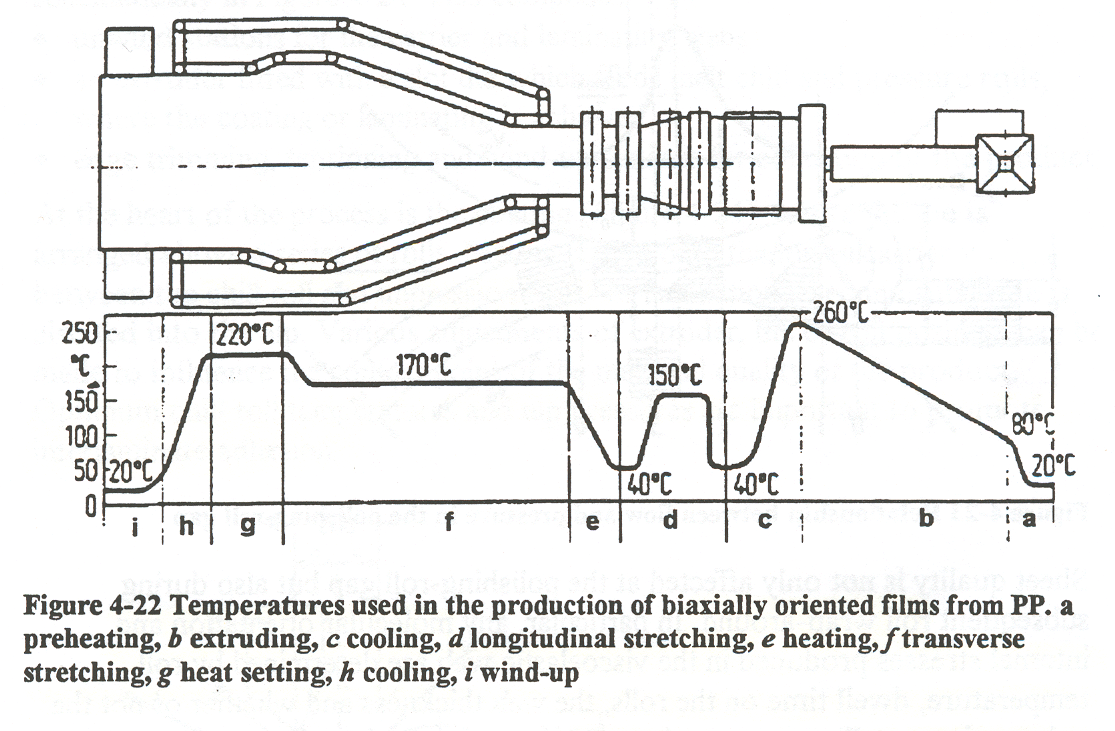 260°C
250
220°C
°C
170°C
150°C
150
100
80°C
50
20°C
40°C
40°C
20°C
0
i h g f e d c b a
Figure 4-22 Temperatures used in the production of biaxially oriented films from PP. a
preheating, b extruding, c cooling, d longitudinal stretching, e heating, f transverse
stretching, g heat setting, h cooling, i wind-up